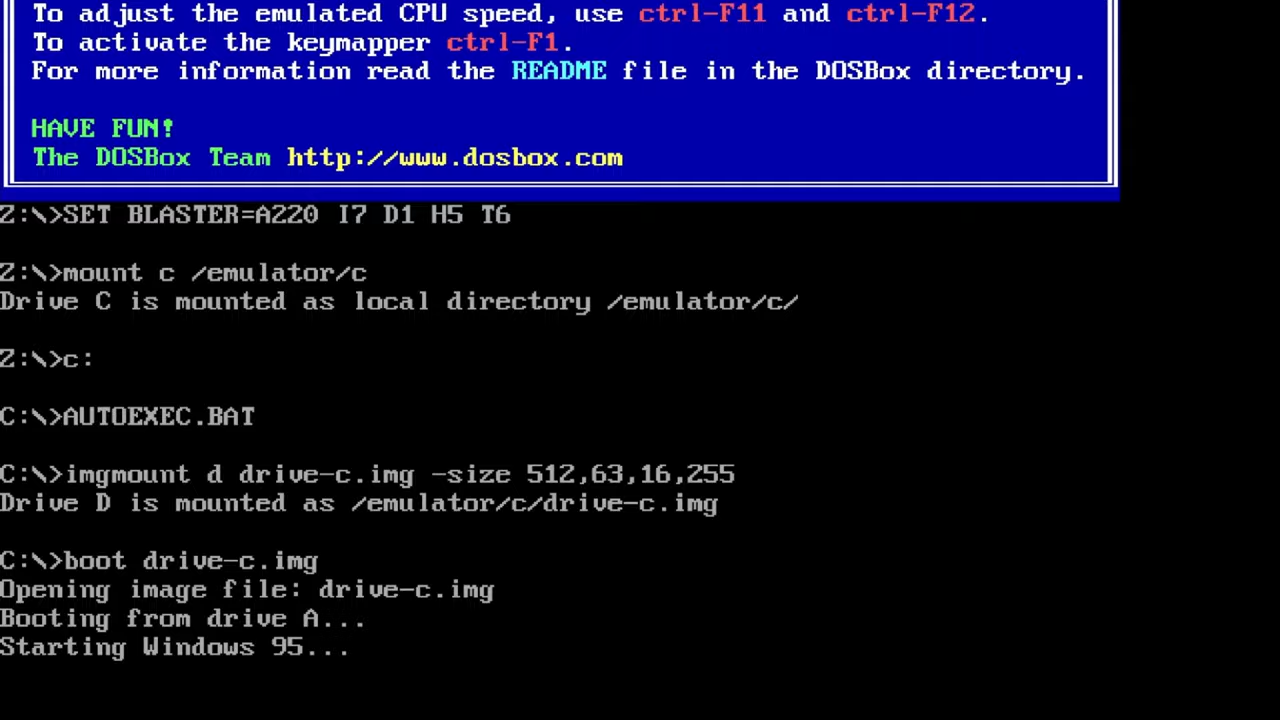 To adjust the emulated CPU speed, use ctrl-F11 and ctrl-F12.
To activate the keymapper ctrl-F1.
For more information read the README file in the DOSBox directory.
HAVE FUN!
The DOSBox Team http://www.dosbox.com
Z:\>SET BLASTER=A220 I7 D1 H5 T6
Z:\>mount c /emulator/c
Drive C is mounted as local directory /emulator/c/
Z:\>c:
C:\>AUTOEXEC.BAT
C:\>imgmount d drive-c.img -size 512,63,16,255
Drive D is mounted as /emulator/c/drive-c.img
C:\>boot drive-c.img
Opening image file: drive-c.img
Booting from drive A...
Starting Windows 95...